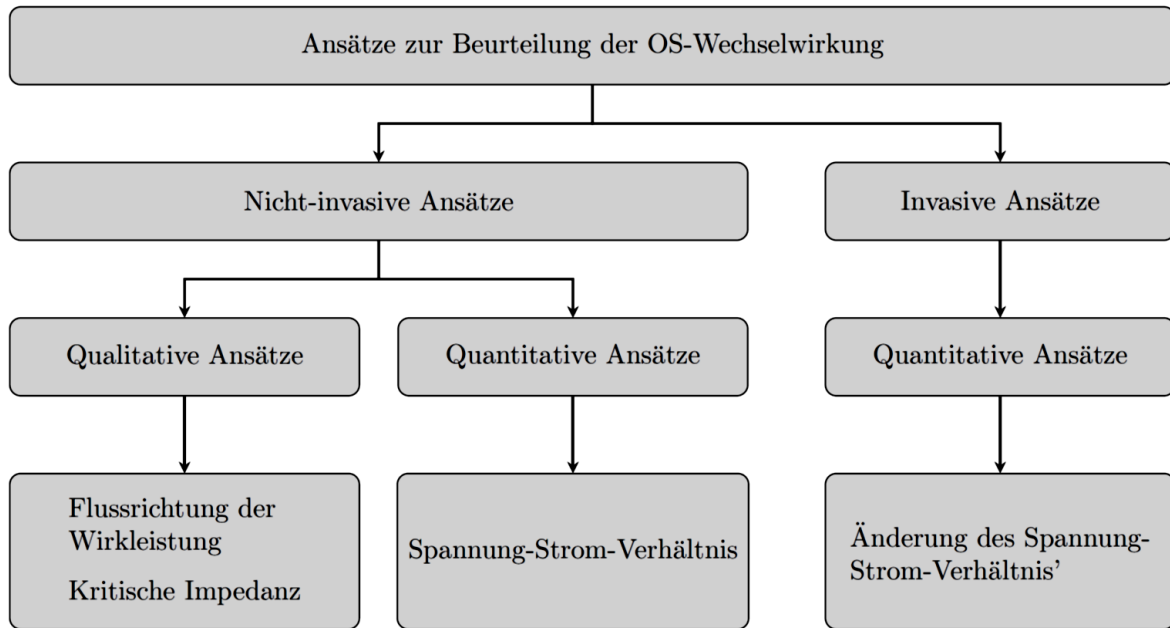 Ansätze zur Beurteilung der OS-Wechselwirkung
Nicht-invasive Ansätze
Invasive Ansätze
Qualitative Ansätze
Quantitative Ansätze
Quantitative Ansätze
Flussrichtung der
Wirkleistung
Kritische Impedanz
Spannung-Strom-Verhältnis
Änderung des Spannung-
Strom-Verhältnis’